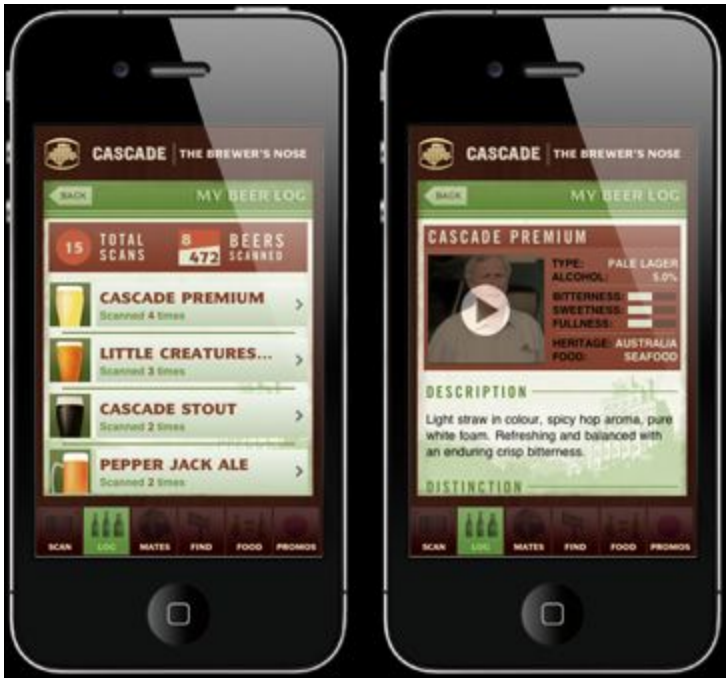 CASCADE THE BREWER'S NOSE
BACK
MY BEER LOG
15
TOTAL
SCANS
8
472
BEERS
SCANNED
CASCADE PREMIUM
Scanned 4 times
LITTLE CREATURES...
Scanned 3 times
CASCADE STOUT
Scanned 2 times
PEPPER JACK ALE
Scanned 2 times
SCAN LOG MATES FIND FOOD PROMOS
CASCADE THE BREWER'S NOSE
BACK
MY BEER LOG
CASCADE PREMIUM
TYPE: PALE LAGER
ALCOHOL: 5.0%
BITTERNESS:
SWEETNESS:
FULLNESS:
HERITAGE: AUSTRALIA
FOOD: SEAFOOD
DESCRIPTION
Light straw in colour, spicy hop aroma, pure
white foam. Refreshing and balanced with
an enduring crisp bitterness.
DISTINCTION
SCAN LOG MATES FIND FOOD PROMOS